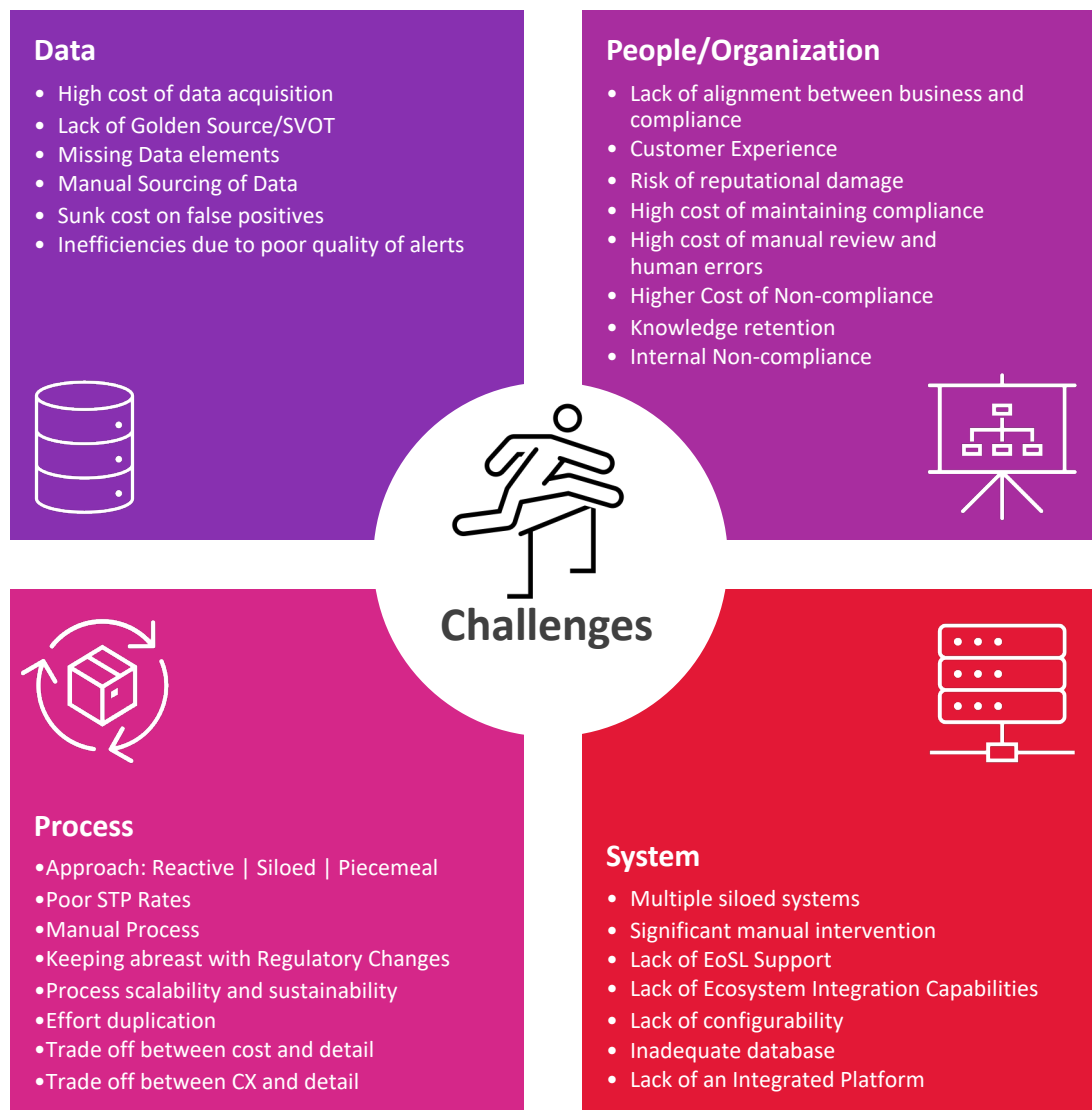 Data
• High cost of data acquisition
• Lack of Golden Source/SVOT
• Missing Data elements
• Manual Sourcing of Data
• Sunk cost on false positives
• Inefficiencies due to poor quality of alerts
People/Organization
• Lack of alignment between business and
compliance
• Customer Experience
• Risk of reputational damage
• High cost of maintaining compliance
• High cost of manual review and
human errors
• Higher Cost of Non-compliance
• Knowledge retention
• Internal Non-compliance
Challenges
Process
•Approach: Reactive | Siloed | Piecemeal
•Poor STP Rates
•Manual Process
•Keeping abreast with Regulatory Changes
•Process scalability and sustainability
•Effort duplication
•Trade off between cost and detail
•Trade off between CX and detail
System
• Multiple siloed systems
• Significant manual intervention
• Lack of EoSL Support
• Lack of Ecosystem Integration Capabilities
• Lack of configurability
• Inadequate database
• Lack of an Integrated Platform